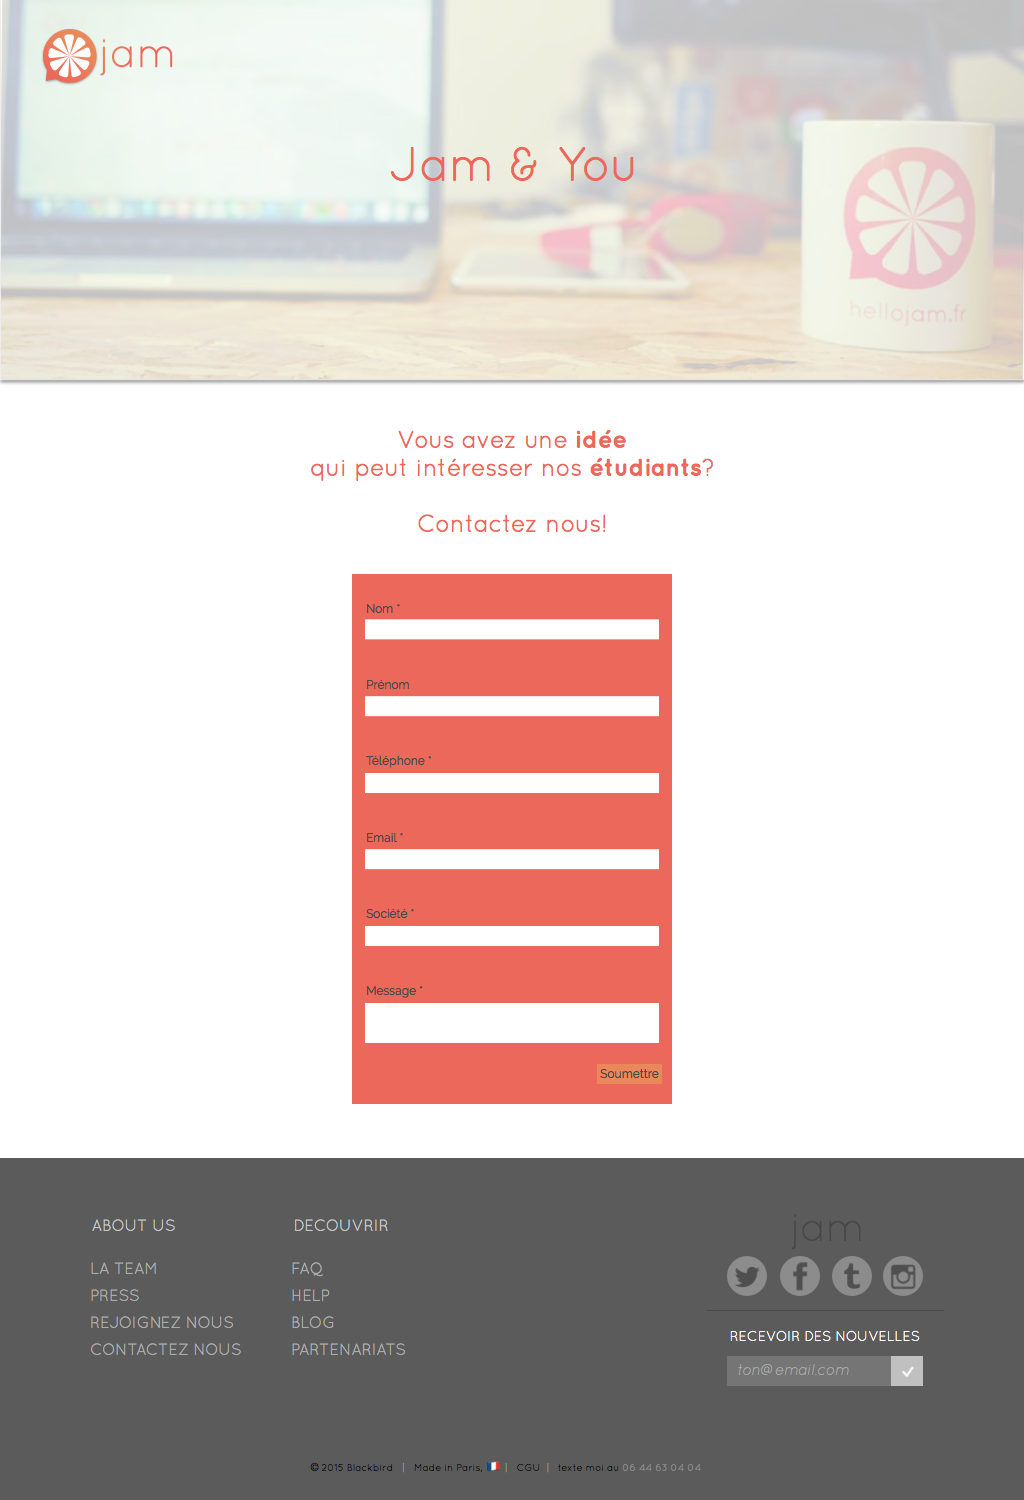 jam
Jam & You
hellojam.fr
Vous avez une idée
qui peut intéresser nos étudiants?
Contactez nous!
Nom *
Prénom
Téléphone *
Email *
Société *
Message *
Soumettre
ABOUT US
LA TEAM
PRESS
REJOIGNEZ NOUS
CONTACTEZ NOUS
DECOUVRIR
FAQ
HELP
BLOG
PARTENARIATS
jam
RECEVOIR DES NOUVELLES
ton@email.com
© 2015 Blackbird | Made in Paris, 🇫🇷 | CGU | texte moi au 06 44 63 04 04